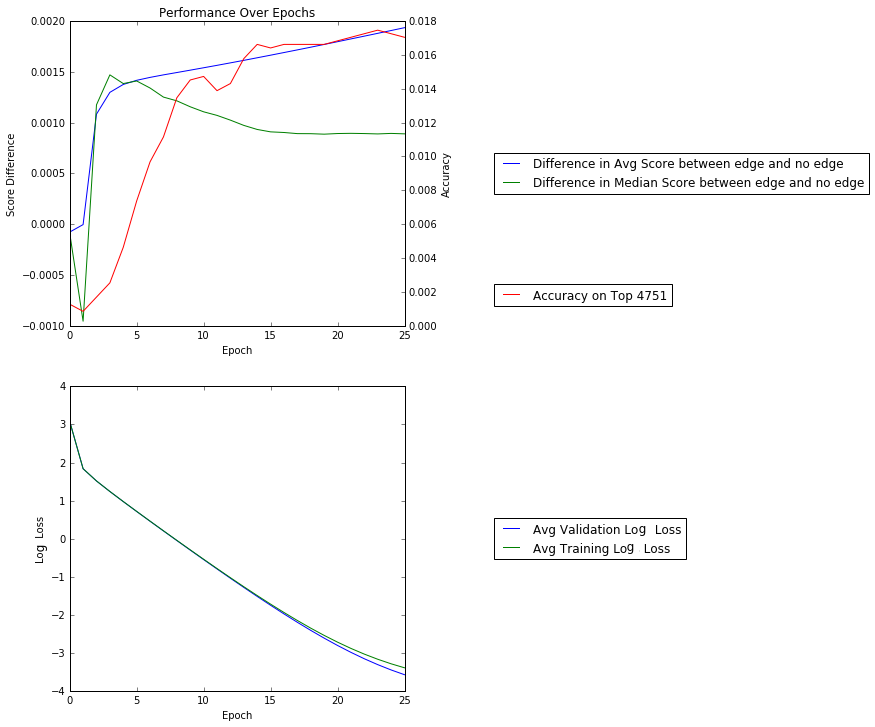 Performance Over Epochs
0.0020
0.0015
0.0010
0.0005
0.0000
−0.0005
−0.0010
Score Difference
0.018
0.016
0.014
0.012
0.010
0.008
0.006
0.004
0.002
0.000
Accuracy
0 5 10 15 20 25
Epoch
Difference in Avg Score between edge and no edge
Difference in Median Score between edge and no edge
Accuracy on Top 4751
4
3
2
1
0
−1
−2
−3
−4
Log Loss
0 5 10 15 20 25
Epoch
Avg Validation Log Loss
Avg Training Log Loss